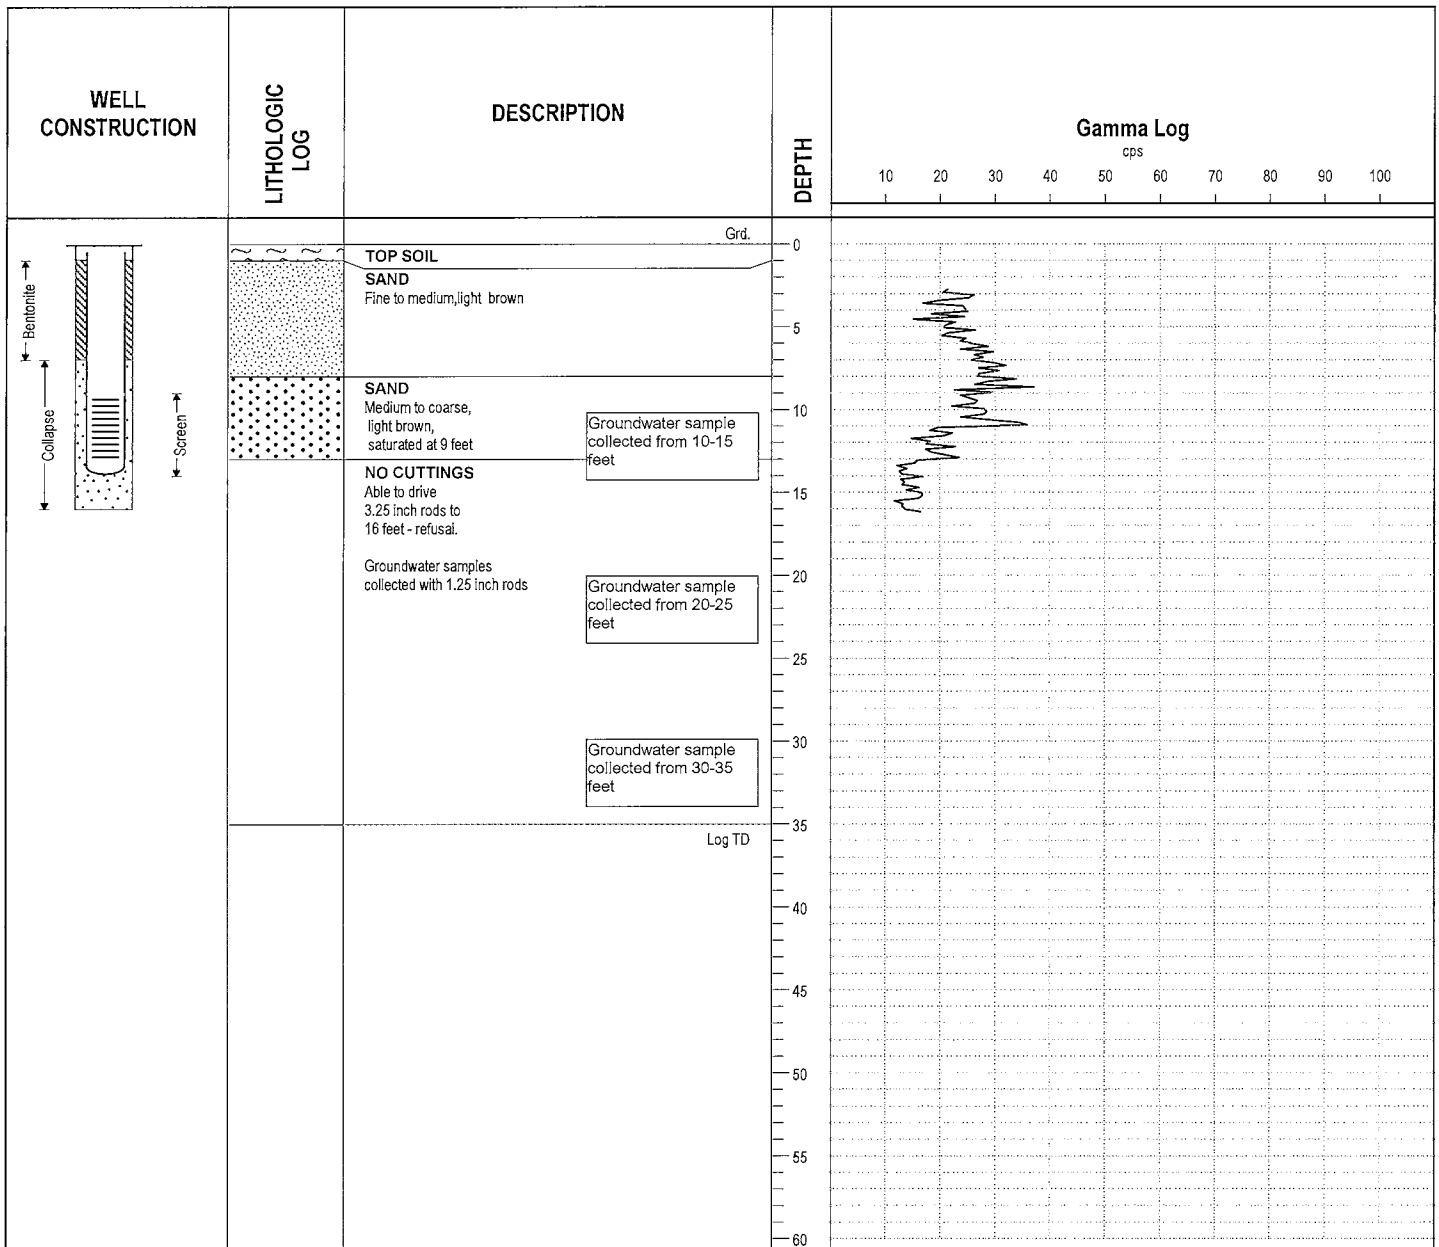 WELL
CONSTRUCTION
LITHOLOGIC
LOG
DESCRIPTION
DEPTH
Gamma Log
cps
10 20 30 40 50 60 70 80 90 100
Grd.
0
TOP SOIL
SAND
Fine to medium,light brown
Bentonite
5
SAND
Medium to coarse,
light brown,
saturated at 9 feet
Groundwater sample
collected from 10-15
feet
10
Collapse
Screen
NO CUTTINGS
Able to drive
3.25 inch rods to
16 feet - refusal.
15
Groundwater samples
collected with 1.25 inch rods
Groundwater sample
collected from 20-25
feet
20
25
Groundwater sample
collected from 30-35
feet
30
35
Log TD
40
45
50
55
60